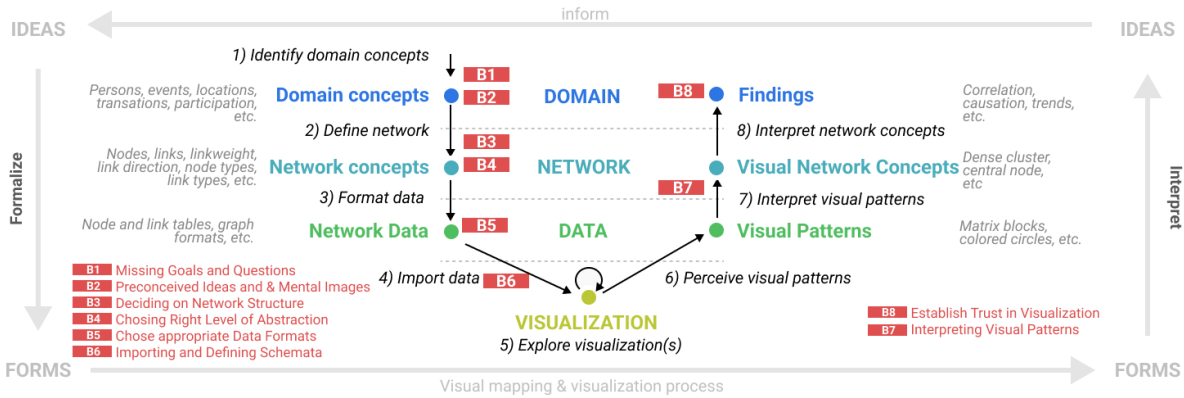 inform
IDEAS
IDEAS
1) Identify domain concepts
B1
Persons, events, locations,
transations, participation,
etc.
Domain concepts
B2
DOMAIN
B8
Findings
Correlation,
causation, trends,
etc.
2) Define network
B3
8) Interpret network concepts
Nodes, links, linkweight,
link direction, node types,
link types, etc.
Network concepts
B4
NETWORK
Visual Network Concepts
Dense cluster,
central node,
etc
Formalize
Interpret
3) Format data
B7
7) Interpret visual patterns
Node and link tables, graph
formats, etc.
Network Data
B5
DATA
Visual Patterns
Matrix blocks,
colored circles, etc.
4) Import data
B6
6) Perceive visual patterns
VISUALIZATION
5) Explore visualization(s)
B1 Missing Goals and Questions
B2 Preconceived Ideas and & Mental Images
B3 Deciding on Network Structure
B4 Chosing Right Level of Abstraction
B5 Chose appropriate Data Formats
B6 Importing and Defining Schemata
B8 Establish Trust in Visualization
B7 Interpreting Visual Patterns
FORMS
FORMS
Visual mapping & visualization process